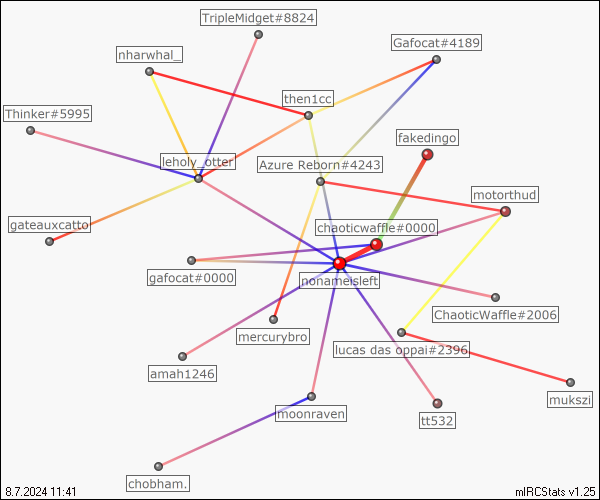 TripleMidget#8824
Gafocat#4189
nharwhal_
then1cc
Thinker#5995
fakedingo
leholy_otter
Azure Reborn#4243
motorthud
gateauxcatto
chaoticwaffle#0000
gafocat#0000
nonameisleft
ChaoticWaffle#2006
mercurybro
lucas das oppai#2396
amah1246
mukszi
moonraven
tt532
chobham.
8.7.2024 11:41
mIRCStats v1.25